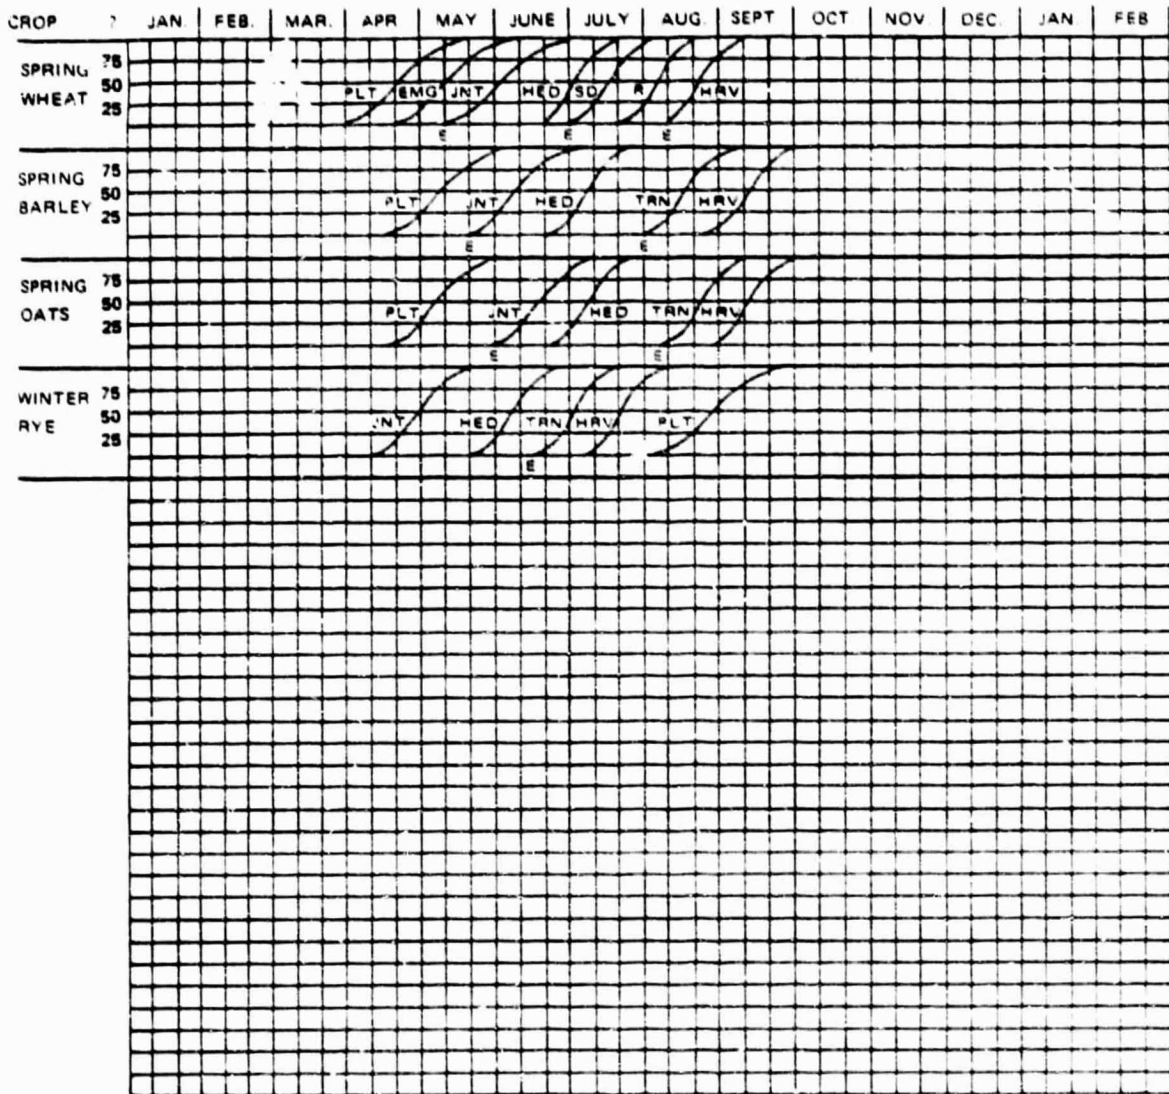 CROP ? JAN. FEB. MAR. APR MAY JUNE JULY AUG. SEPT OCT NOV. DEC. JAN. FEB
SPRING WHEAT
75
50
25
PLT EMG JNT HED SD R HRV
E E E
SPRING BARLEY
75
50
25
PLT JNT HED TRN HRV
E E
SPRING OATS
75
50
25
PLT JNT HED TRN HRV
E E
WINTER RYE
75
50
25
JNT HED TRN HRV PLT
E